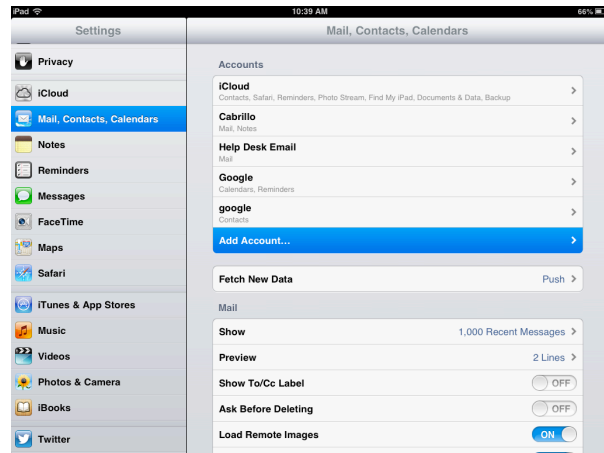 iPad 10:39 AM 66%
Settings
Mail, Contacts, Calendars
Privacy
iCloud
Mail, Contacts, Calendars
Notes
Reminders
Messages
FaceTime
Maps
Safari
iTunes & App Stores
Music
Videos
Photos & Camera
iBooks
Twitter
Accounts
iCloud
Contacts, Safari, Reminders, Photo Stream, Find My iPad, Documents & Data, Backup
Cabrillo
Mail, Notes
Help Desk Email
Mail
Google
Calendars, Reminders
google
Contacts
Add Account...
Fetch New Data Push
Mail
Show 1,000 Recent Messages
Preview 2 Lines
Show To/Cc Label OFF
Ask Before Deleting OFF
Load Remote Images ON